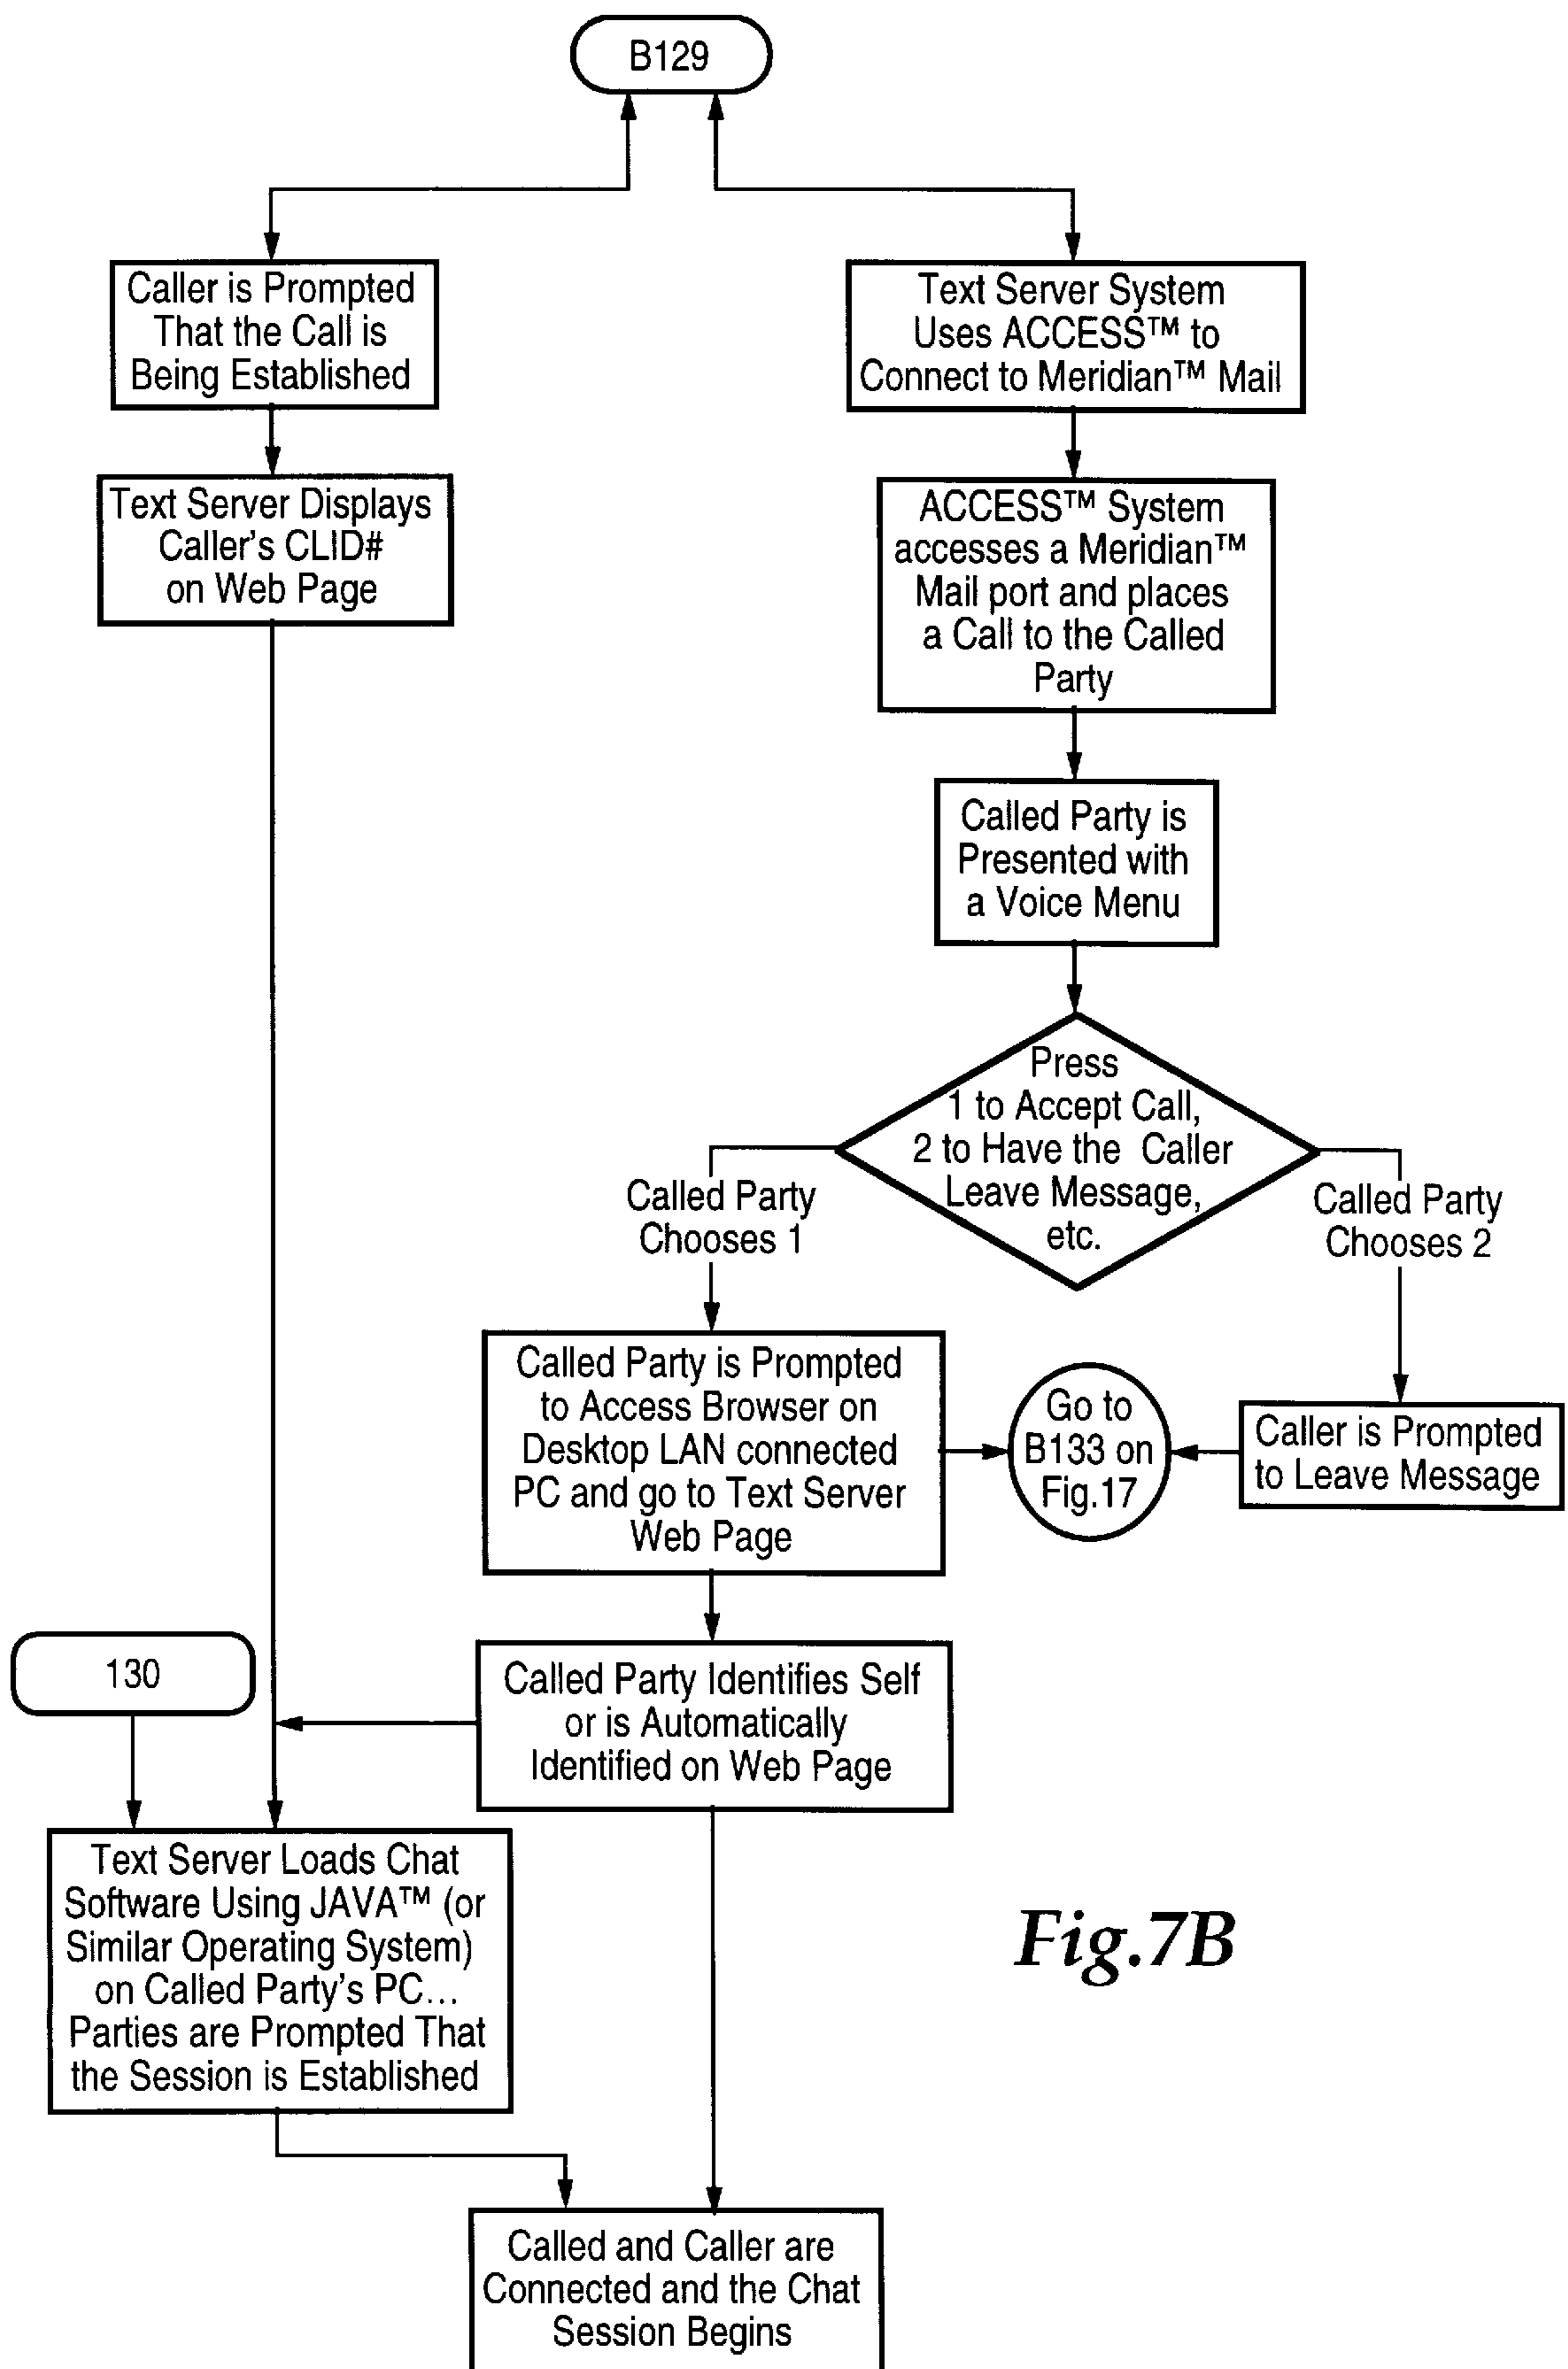 B129
Caller is Prompted
That the Call is
Being Established
Text Server System
Uses ACCESS™ to
Connect to Meridian™ Mail
Text Server Displays
Caller's CLID#
on Web Page
ACCESS™ System
accesses a Meridian™
Mail port and places
a Call to the Called
Party
Called Party is
Presented with
a Voice Menu
Press
1 to Accept Call,
2 to Have the Caller
Leave Message,
etc.
Called Party
Chooses 1
Called Party
Chooses 2
Called Party is Prompted
to Access Browser on
Desktop LAN connected
PC and go to Text Server
Web Page
Go to
B133 on
Fig.17
Caller is Prompted
to Leave Message
130
Called Party Identifies Self
or is Automatically
Identified on Web Page
Text Server Loads Chat
Software Using JAVA™ (or
Similar Operating System)
on Called Party's PC...
Parties are Prompted That
the Session is Established
Fig.7B
Called and Caller are
Connected and the Chat
Session Begins